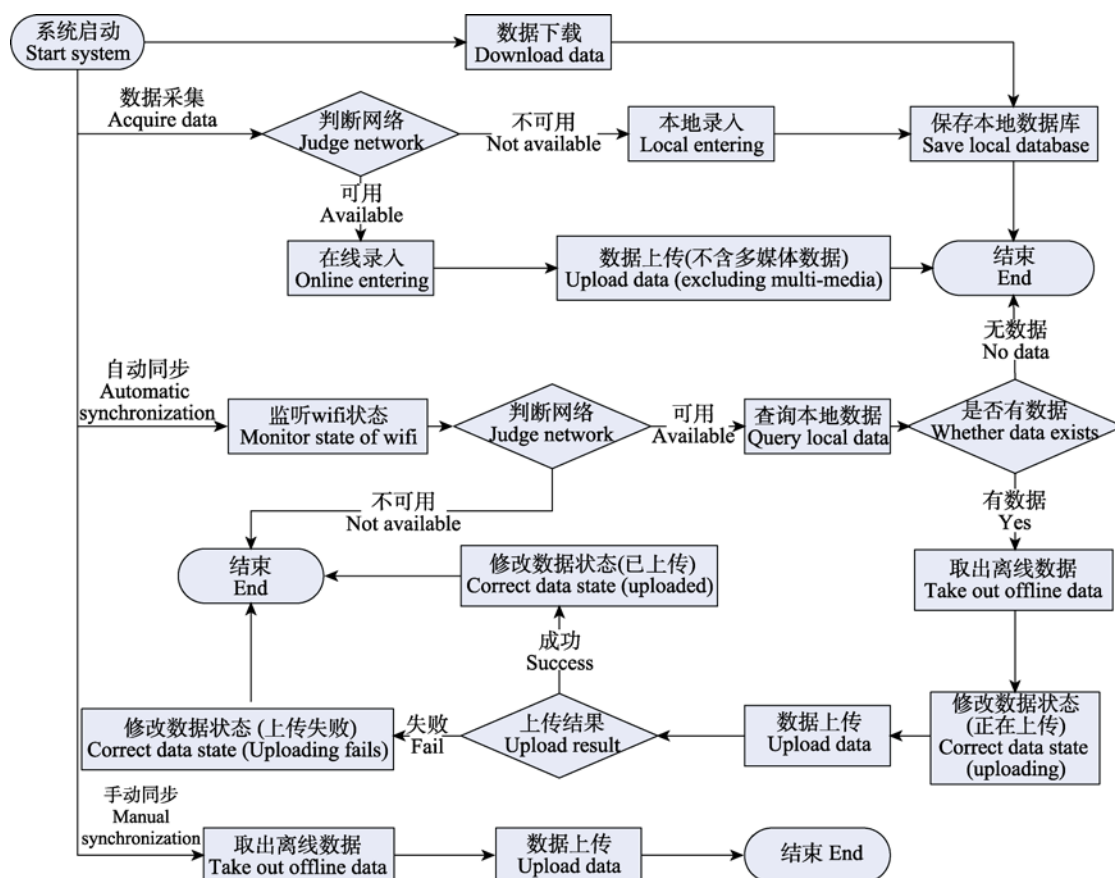 系统启动
Start system
数据下载
Download data
数据采集
Acquire data
判断网络
Judge network
不可用
Not available
本地录入
Local entering
保存本地数据库
Save local database
可用
Available
在线录入
Online entering
数据上传(不含多媒体数据)
Upload data (excluding multi-media)
结束
End
无数据
No data
自动同步
Automatic
synchronization
监听wifi状态
Monitor state of wifi
判断网络
Judge network
可用
Available
查询本地数据
Query local data
是否有数据
Whether data exists
不可用
Not available
有数据
Yes
结束
End
修改数据状态(已上传)
Correct data state (uploaded)
取出离线数据
Take out offline data
成功
Success
修改数据状态 (上传失败)
Correct data state (Uploading fails)
失败
Fail
上传结果
Upload result
数据上传
Upload data
修改数据状态
(正在上传)
Correct data state
(uploading)
手动同步
Manual
synchronization
取出离线数据
Take out offline data
数据上传
Upload data
结束 End